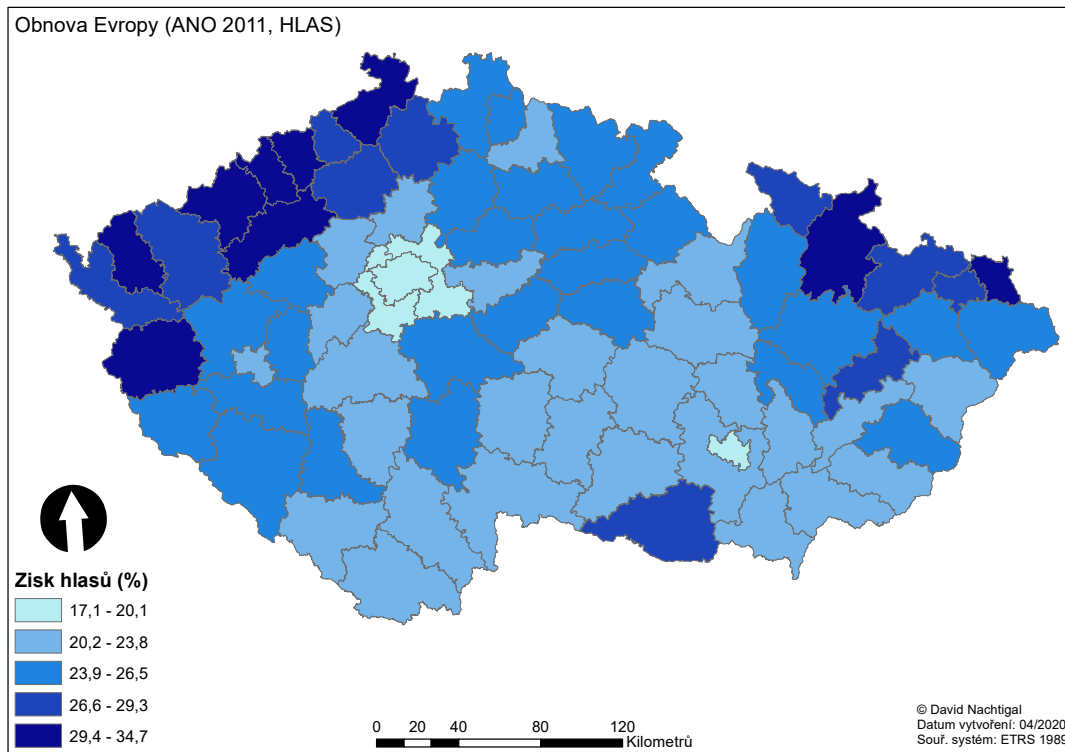 Obnova Evropy (ANO 2011, HLAS)
Zisk hlasů (%)
17,1 - 20,1
20,2 - 23,8
23,9 - 26,5
26,6 - 29,3
29,4 - 34,7
0 20 40 80 120
Kilometrů
© David Nachtigal
Datum vytvoření: 04/2020
Souř. systém: ETRS 1989